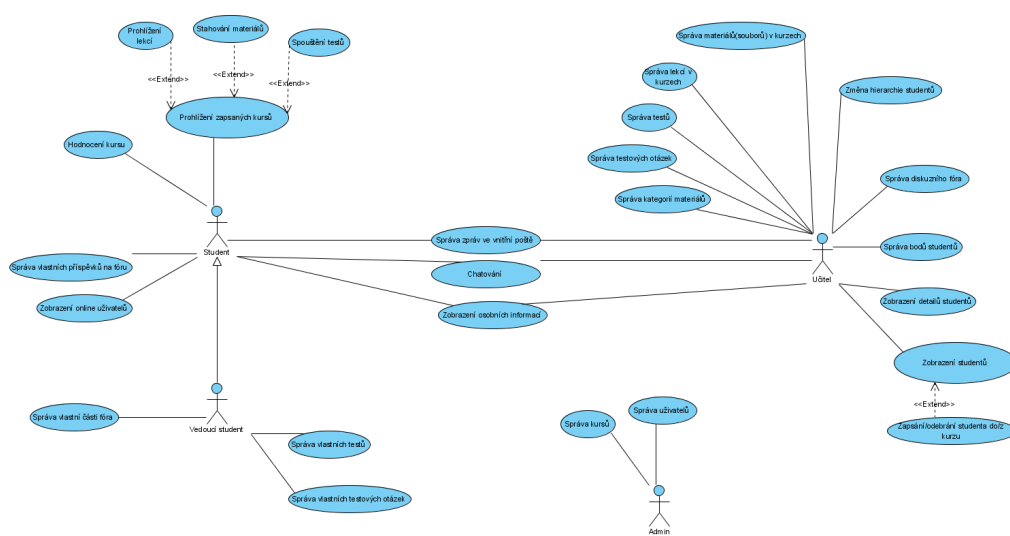 Prohlížení
lekcí
Stahování materiálů
Spouštění testů
<<Extend>>
<<Extend>>
<<Extend>>
Prohlížení zapsaných kursů
Hodnocení kursu
Student
Správa vlastních příspěvků na fóru
Zobrazení online uživatelů
Správa vlastní části fóra
Vedoucí student
Správa vlastních testů
Správa vlastních testových otázek
Správa zpráv ve vnitřní poště
Chatování
Zobrazení osobních informací
Správa materiálů(souborů) v kurzech
Správa lekcí v
kurzech
Správa testů
Správa testových otázek
Správa kategorií materiálů
Změna hierarchie studentů
Správa diskuzního fóra
Správa bodů studentů
Učitel
Zobrazení detailů studentů
Zobrazení studentů
<<Extend>>
Zapsání/odebrání studenta do/z
kurzu
Správa kursů
Správa uživatelů
Admin